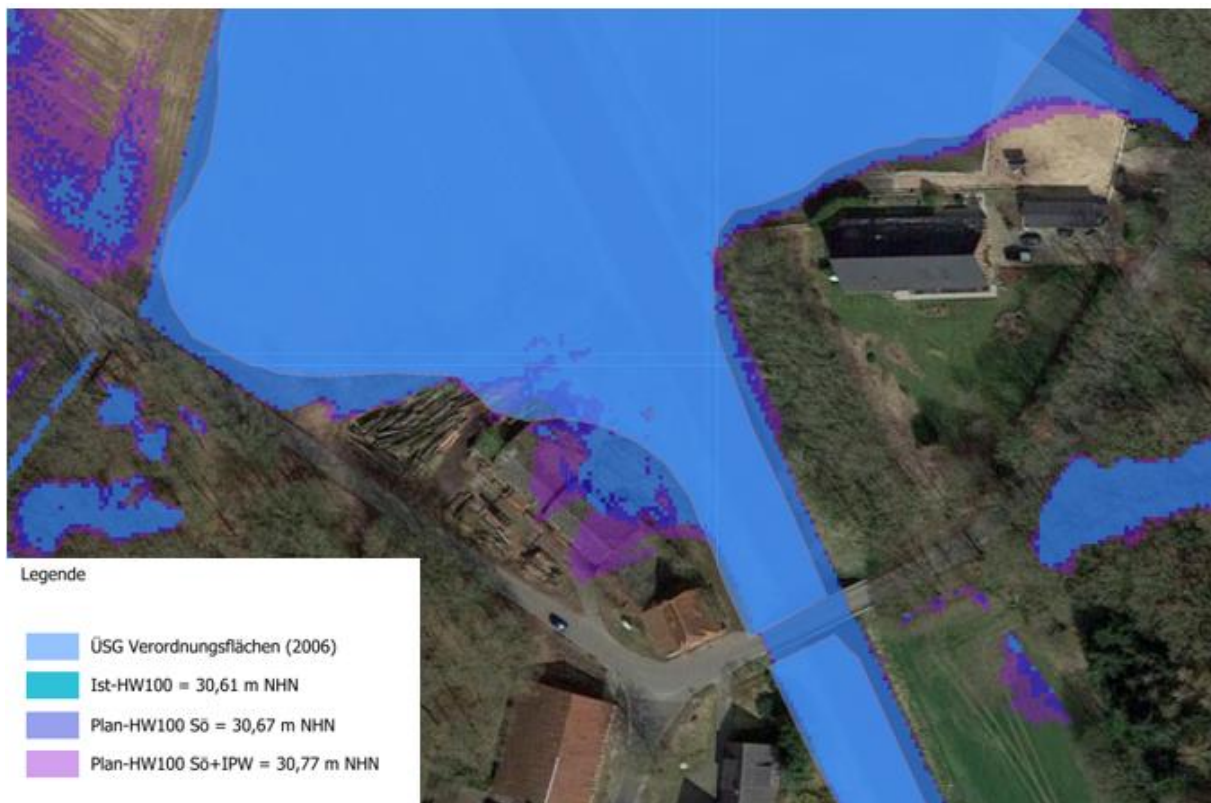 Legende
ÜSG Verordnungsflächen (2006)
Ist-HW100 = 30,61 m NHN
Plan-HW100 Sö = 30,67 m NHN
Plan-HW100 Sö+IPW = 30,77 m NHN